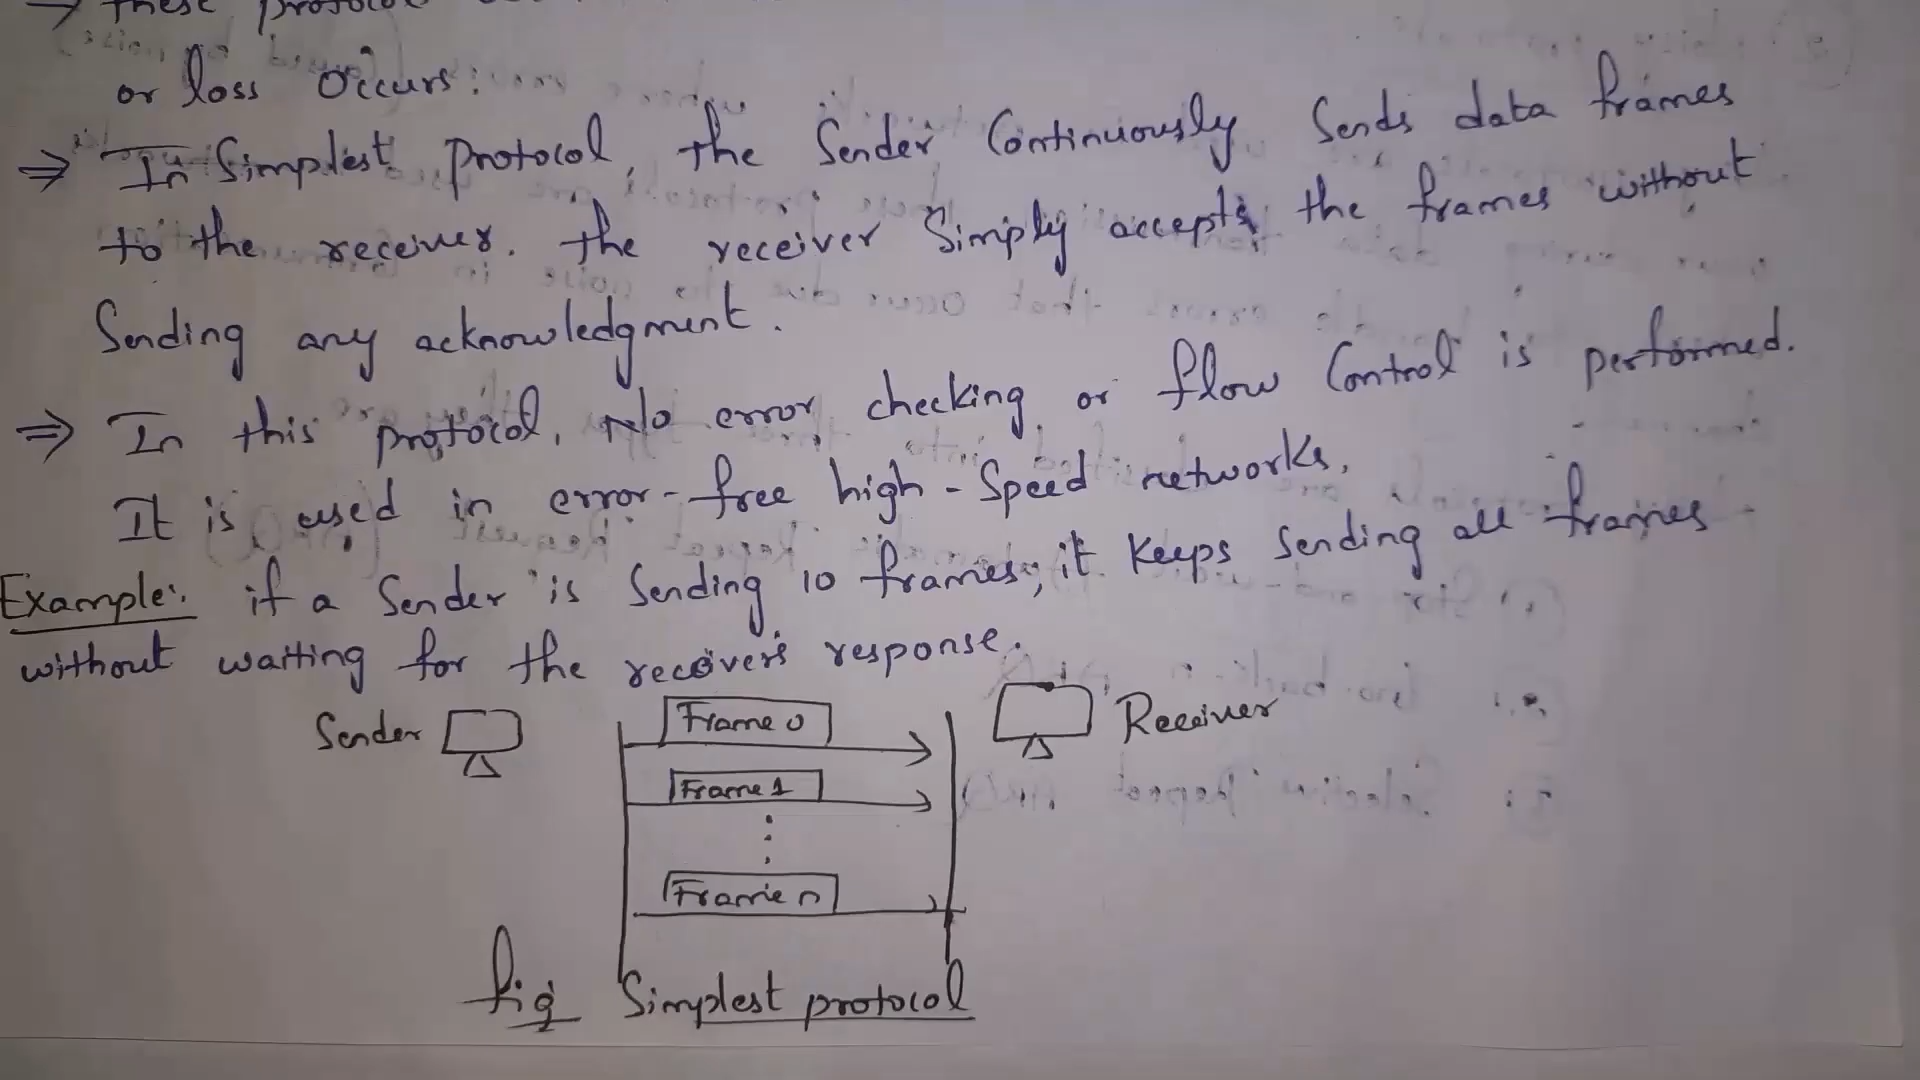 → These protocol
or loss occurs.
⇒ In Simplest protocol, the Sender Continuously Sends data frames
to the receiver. the receiver Simply accepts the frames without
Sending any acknowledgment.
⇒ In this protocol, No error checking or flow Control is performed.
It is used in error-free high-Speed networks.
Example: if a Sender is Sending 10 frames, it keeps sending all frames
without waiting for the receiver's response.
Sender
Frame 0
Receiver
Frame 1
Frame n
fig Simplest protocol